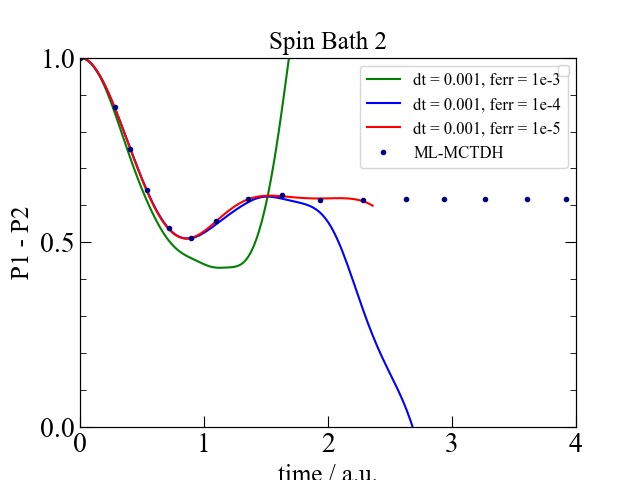 Spin Bath 2
dt = 0.001, ferr = 1e-3
dt = 0.001, ferr = 1e-4
dt = 0.001, ferr = 1e-5
ML-MCTDH
P1 - P2
1.0
0.5
0.0
0 1 2 3 4
time / a.u.